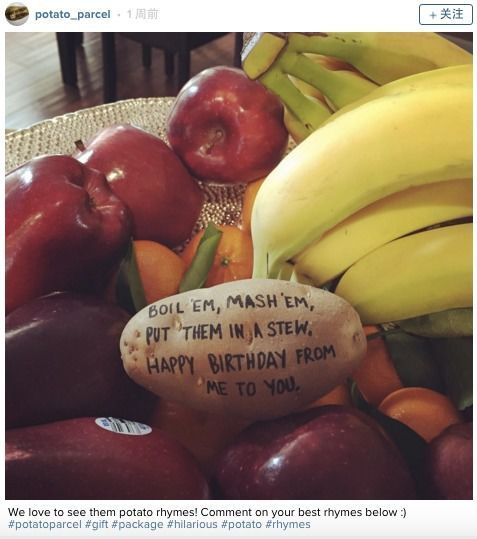 potato_parcel • 1 周前
+ 关注
BOIL 'EM, MASH 'EM,
PUT THEM IN A STEW.
HAPPY BIRTHDAY FROM
ME TO YOU.
We love to see them potato rhymes! Comment on your best rhymes below :)
#potatoparcel #gift #package #hilarious #potato #rhymes